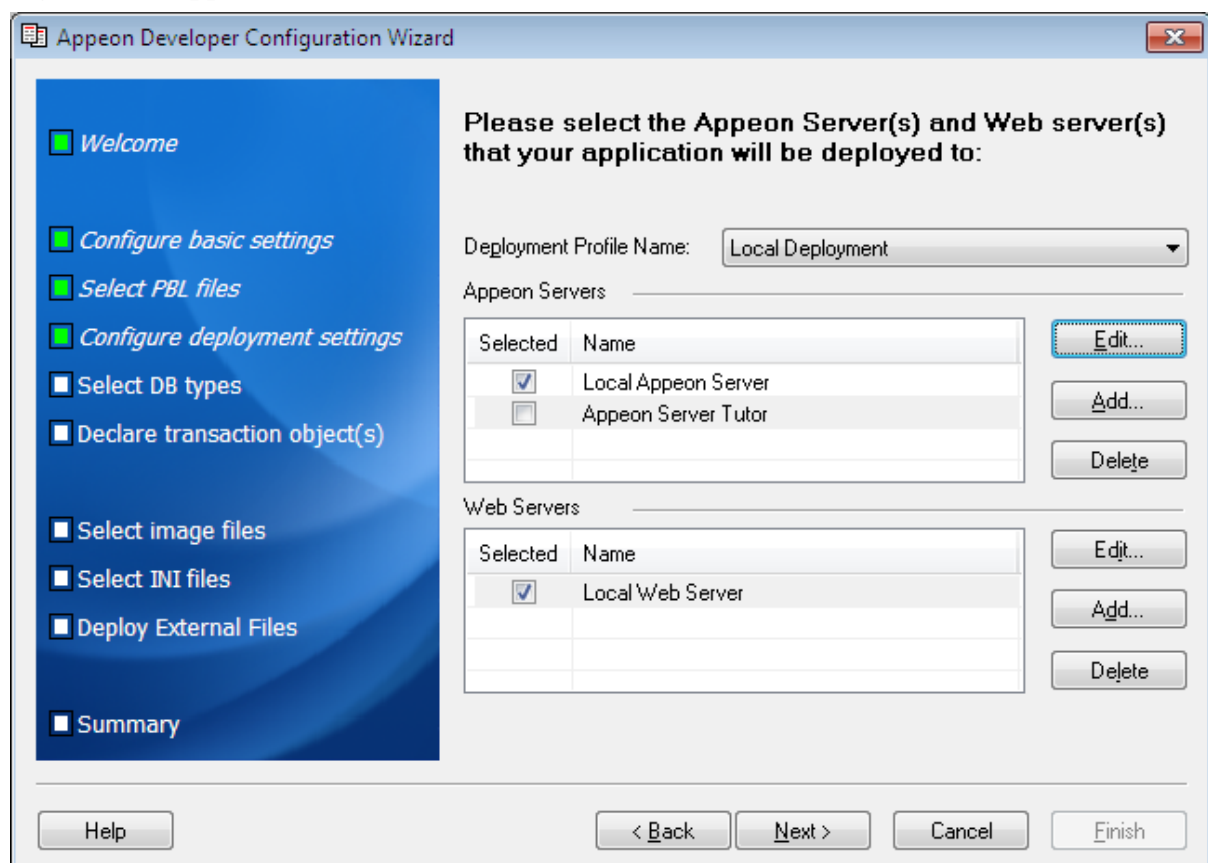 Appeon Developer Configuration Wizard
Welcome
Configure basic settings
Select PBL files
Configure deployment settings
Select DB types
Declare transaction object(s)
Select image files
Select INI files
Deploy External Files
Summary
Please select the Appeon Server(s) and Web server(s)
that your application will be deployed to:
Deployment Profile Name: Local Deployment
Appeon Servers
Selected Name
Local Appeon Server
Appeon Server Tutor
Edit...
Add...
Delete
Web Servers
Selected Name
Local Web Server
Edit...
Add...
Delete
Help < Back Next > Cancel Finish